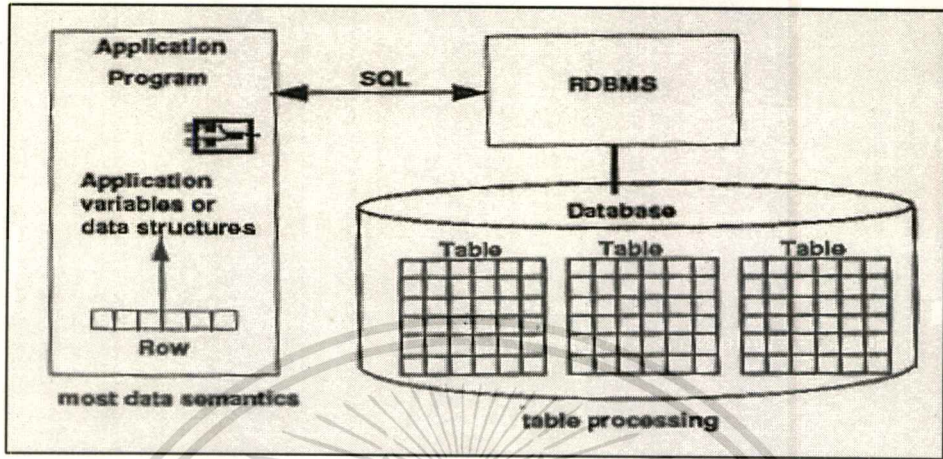 Application
Program
SQL
RDBMS
Application
variables or
data structures
Row
most data semantics
Database
Table Table Table
table processing